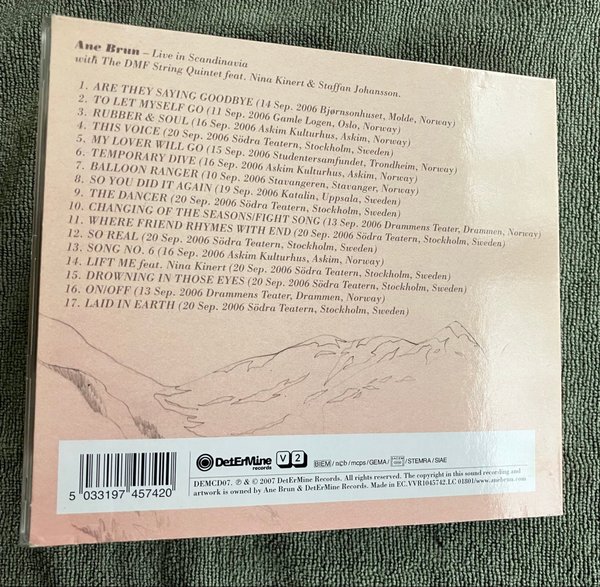 Ane Brun – Live in Scandinavia
with The DMF String Quintet feat. Nina Kinert & Staffan Johansson.
1. ARE THEY SAYING GOODBYE (14 Sep. 2006 Bjørnsonhuset, Molde, Norway)
2. TO LET MYSELF GO (11 Sep. 2006 Gamle Logen, Oslo, Norway)
3. RUBBER & SOUL (16 Sep. 2006 Askim Kulturhus, Askim, Norway)
4. THIS VOICE (20 Sep. 2006 Södra Teatern, Stockholm, Sweden)
5. MY LOVER WILL GO (15 Sep. 2006 Studentersamfundet, Trondheim, Norway)
6. TEMPORARY DIVE (16 Sep. 2006 Askim Kulturhus, Askim, Norway)
7. BALLOON RANGER (10 Sep. 2006 Stavangeren, Stavanger, Norway)
8. SO YOU DID IT AGAIN (19 Sep. 2006 Katalin, Uppsala, Sweden)
9. THE DANCER (20 Sep. 2006 Södra Teatern, Stockholm, Sweden)
10. CHANGING OF THE SEASONS/FIGHT SONG (13 Sep. 2006 Drammens Teater, Drammen, Norway)
11. WHERE FRIEND RHYMES WITH END (20 Sep. 2006 Södra Teatern, Stockholm, Sweden)
12. SO REAL (20 Sep. 2006 Södra Teatern, Stockholm, Sweden)
13. SONG NO. 6 (16 Sep. 2006 Askim Kulturhus, Askim, Norway)
14. LIFT ME feat. Nina Kinert (20 Sep. 2006 Södra Teatern, Stockholm, Sweden)
15. DROWNING IN THOSE EYES (20 Sep. 2006 Södra Teatern, Stockholm, Sweden)
16. ON/OFF (13 Sep. 2006 Drammens Teater, Drammen, Norway)
17. LAID IN EARTH (20 Sep. 2006 Södra Teatern, Stockholm, Sweden)
DetErMine records V2 BIEM / n©b / mcps / GEMA / SACEM / STEMRA / SIAE
5 033197 457420
DEMCD07. ℗ & © 2007 DetErMine Records. All rights reserved. The copyright in this sound recording and
artwork is owned by Ane Brun & DetErMine Records. Made in EC.VVR1045742.LC 01801/www.anebrun.com